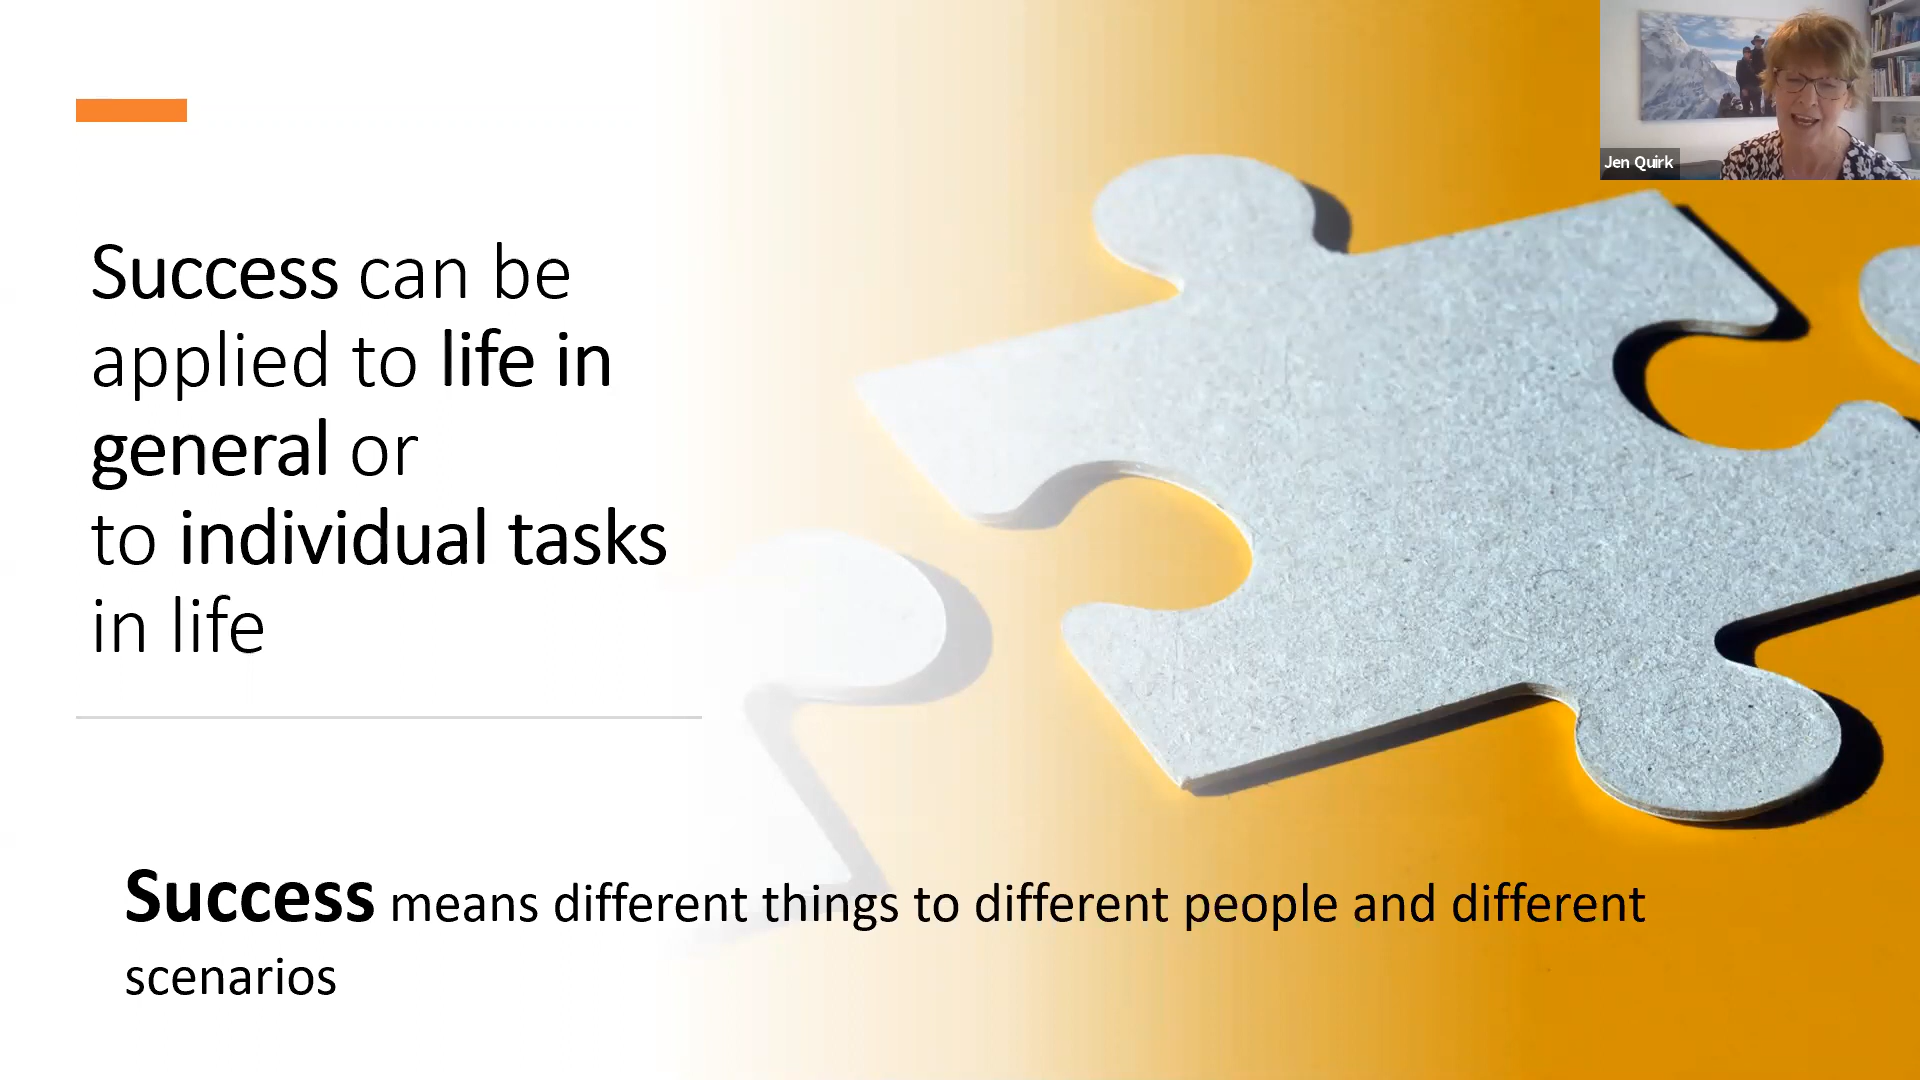 Jen Quirk
Success can be
applied to life in
general or
to individual tasks
in life
Success means different things to different people and different
scenarios